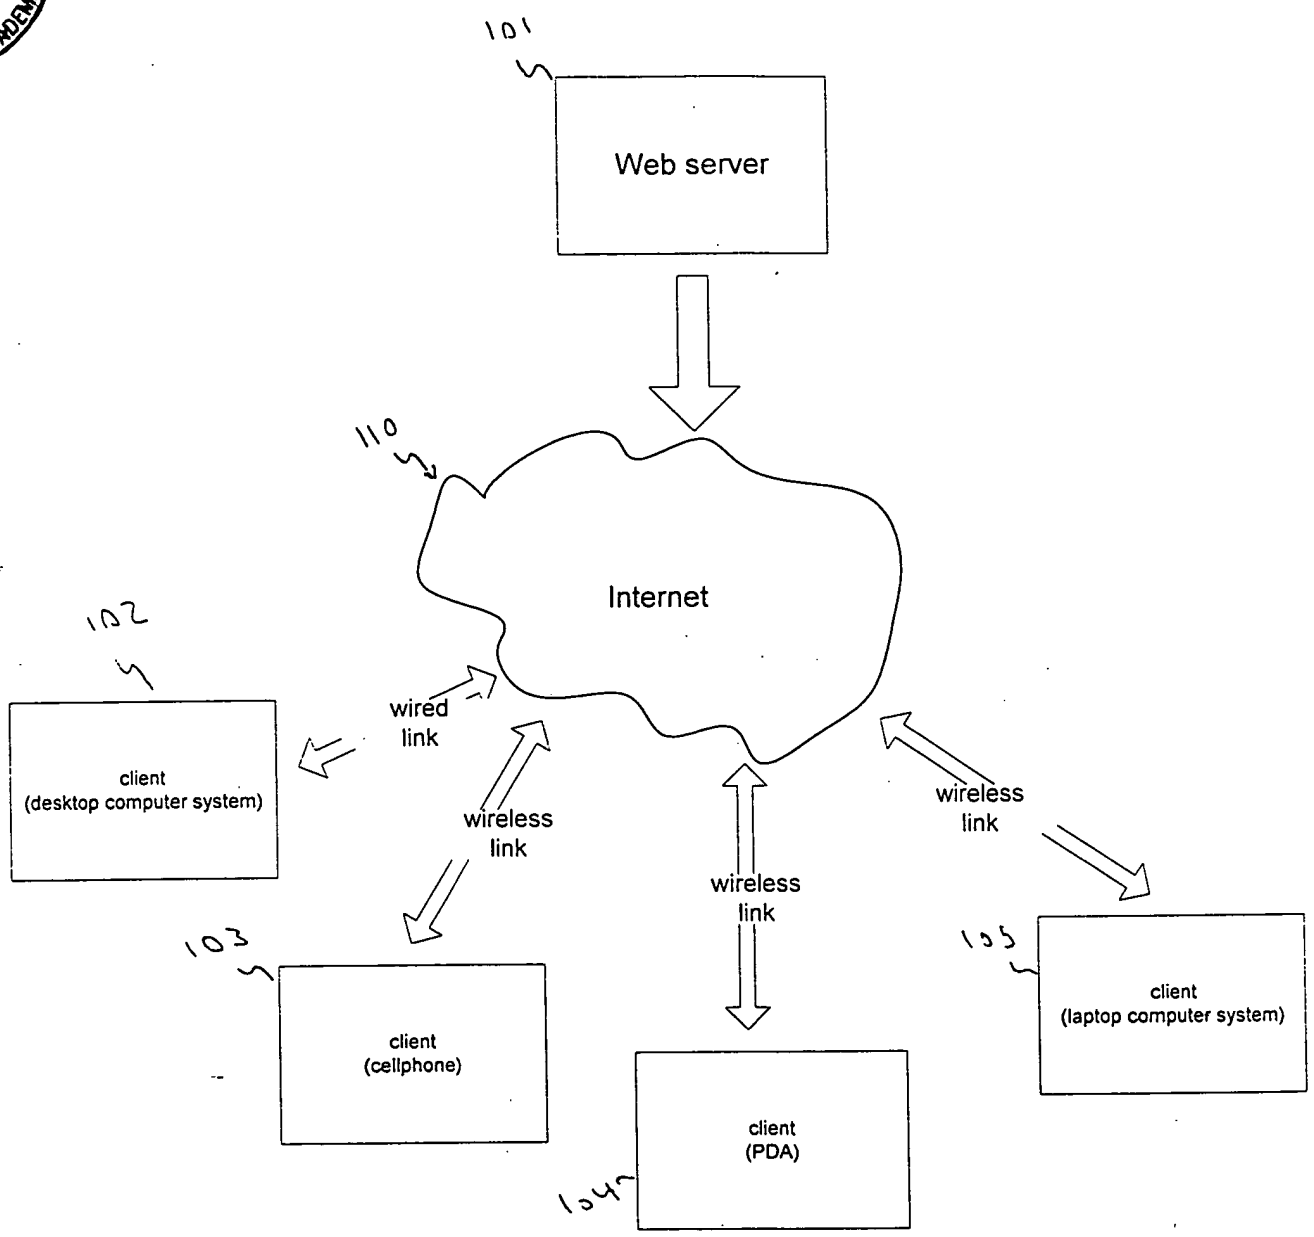 101
Web server
110
Internet
102
wired
link
client
(desktop computer system)
wireless
link
wireless
link
wireless
link
103
client
(cellphone)
105
client
(laptop computer system)
104
client
(PDA)